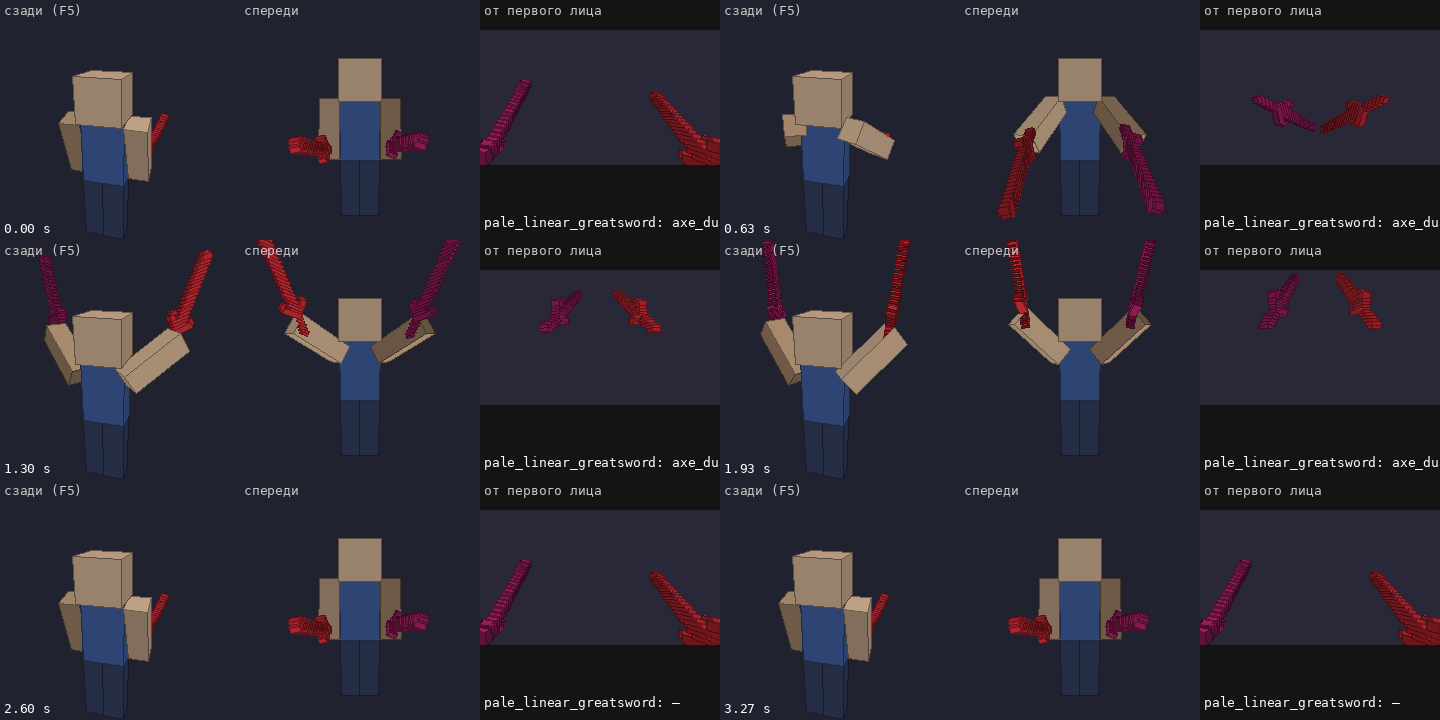 сзади (F5) спереди от первого лица сзади (F5) спереди от первого лица
0.00 s pale_linear_greatsword: axe_du 0.63 s pale_linear_greatsword: axe_du
сзади (F5) спереди от первого лица сзади (F5) спереди от первого лица
1.30 s pale_linear_greatsword: axe_du 1.93 s pale_linear_greatsword: axe_du
сзади (F5) спереди от первого лица сзади (F5) спереди от первого лица
2.60 s pale_linear_greatsword: — 3.27 s pale_linear_greatsword: —